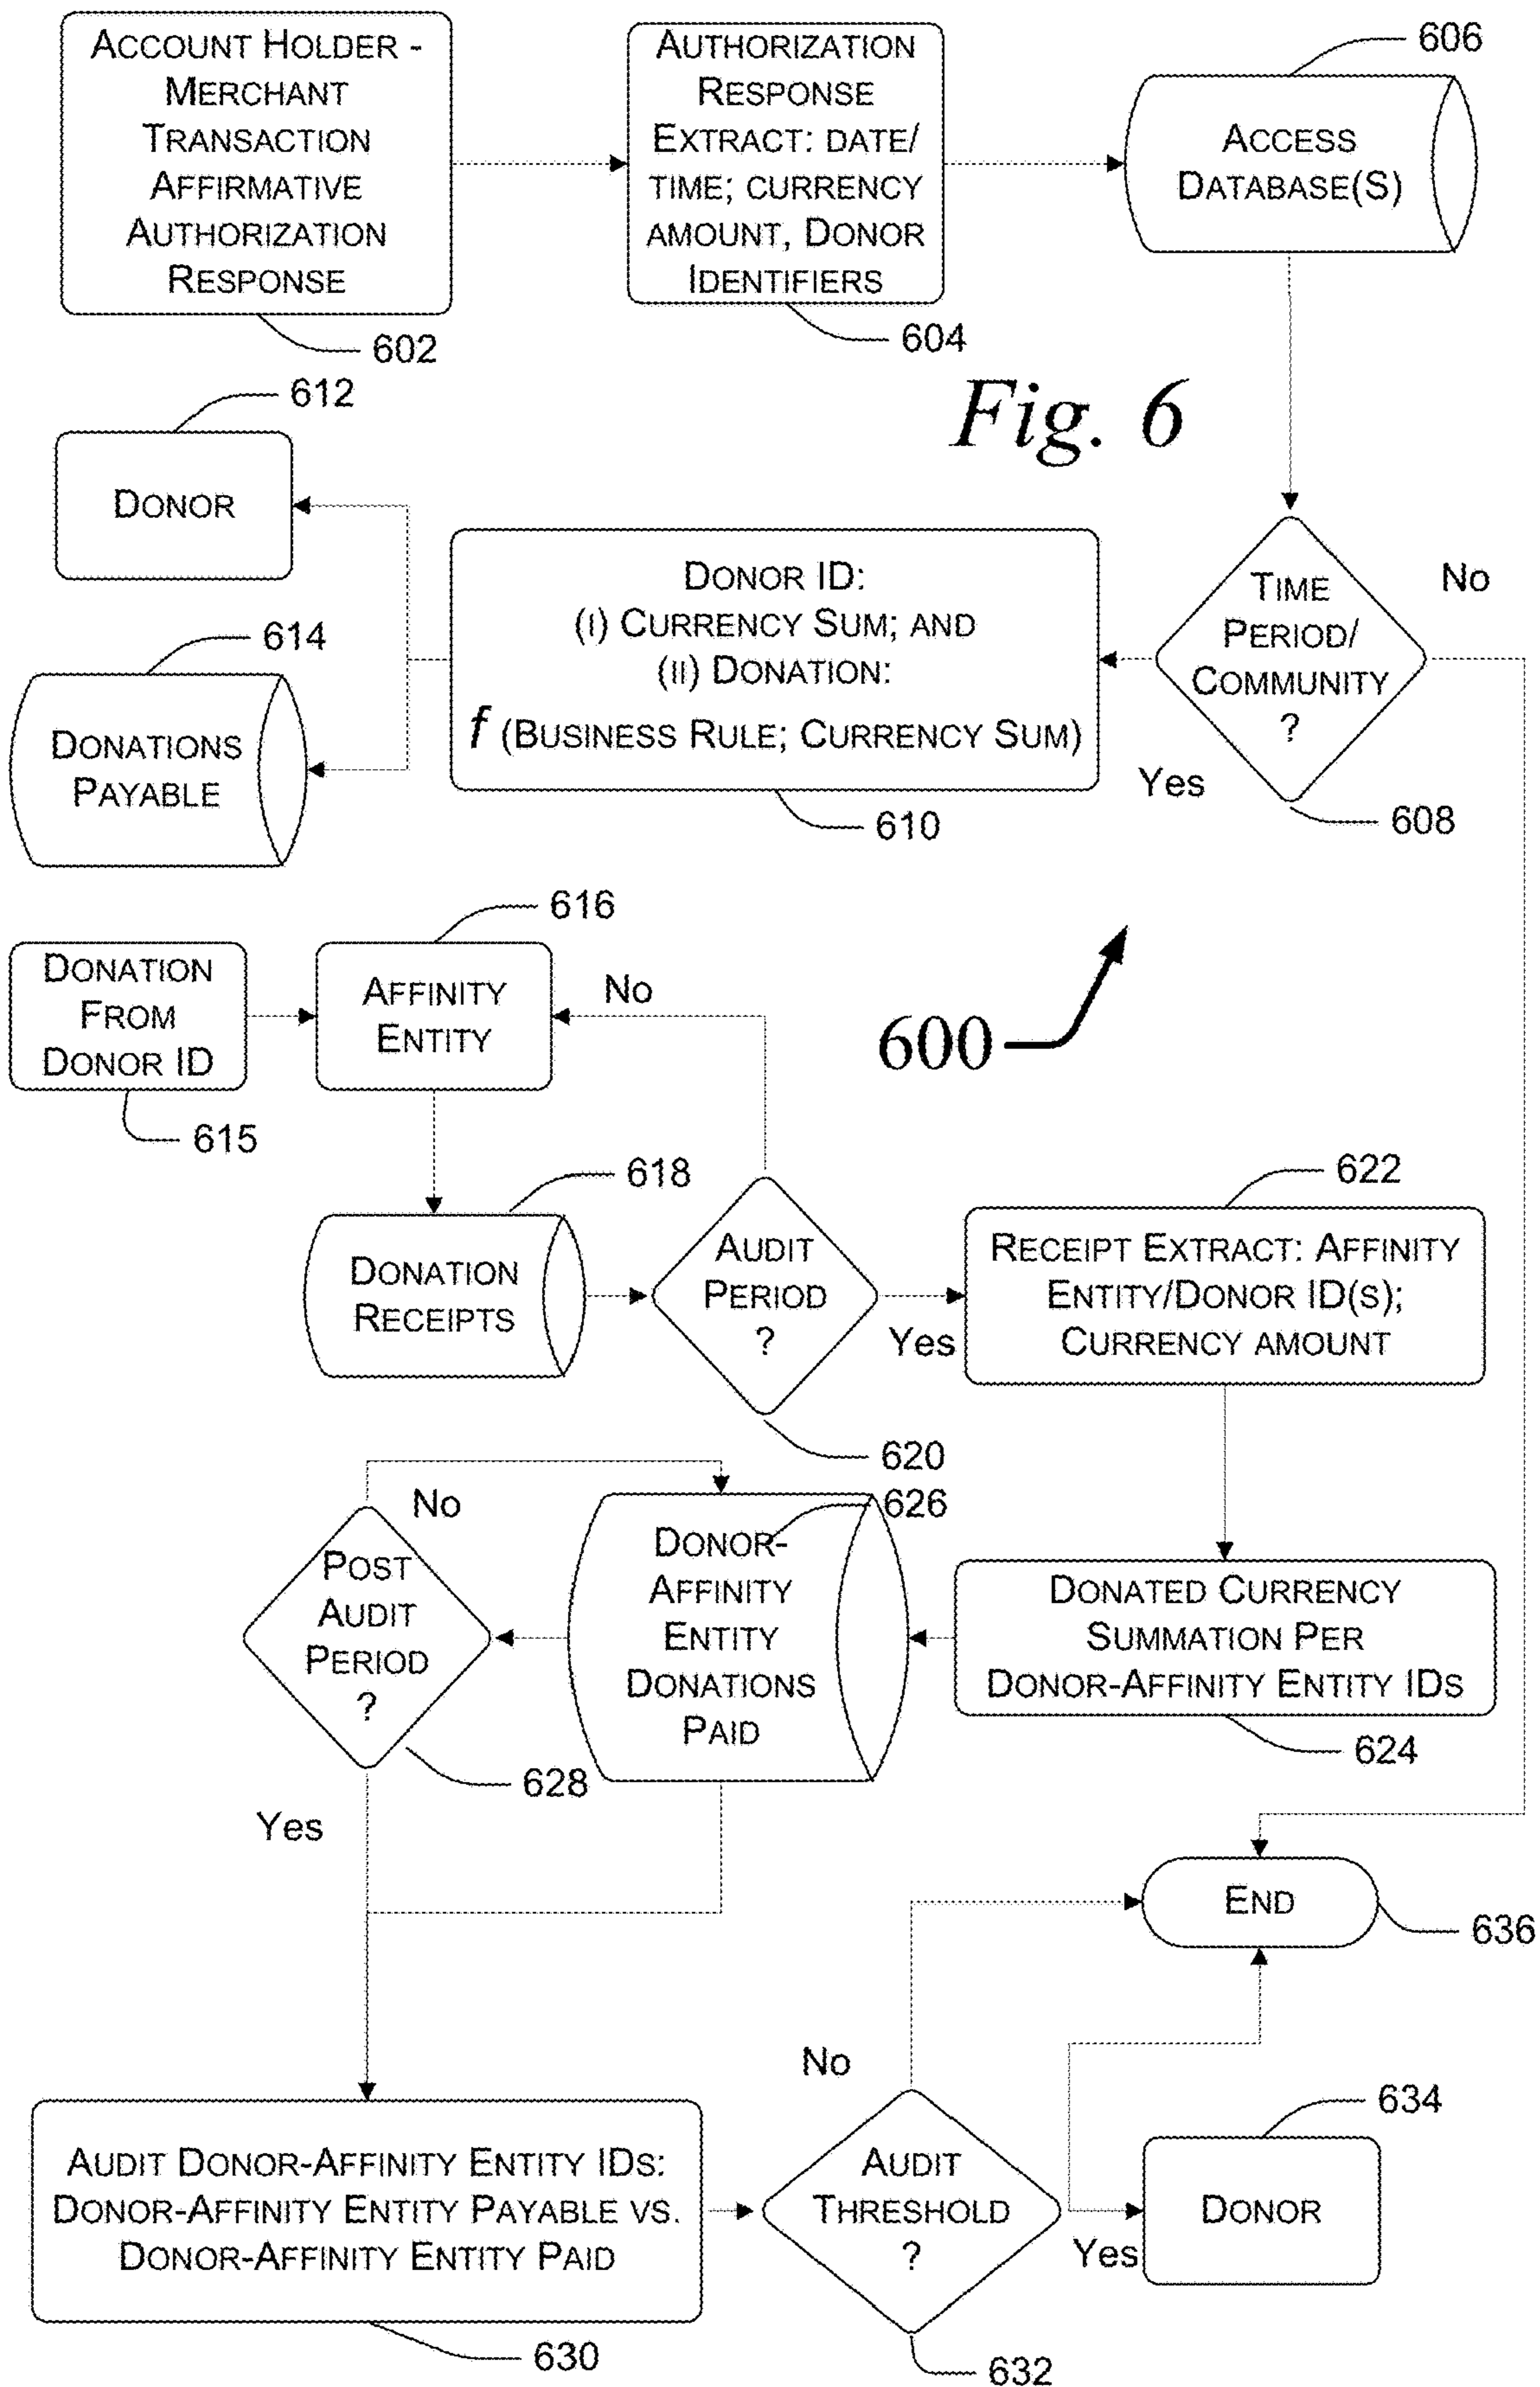 ACCOUNT HOLDER -
MERCHANT
TRANSACTION
AFFIRMATIVE
AUTHORIZATION
RESPONSE
602
AUTHORIZATION
RESPONSE
EXTRACT: DATE/
TIME; CURRENCY
AMOUNT, DONOR
IDENTIFIERS
604
606
ACCESS
DATABASE(S)
Fig. 6
612
DONOR
614
DONATIONS
PAYABLE
DONOR ID:
(I) CURRENCY SUM; AND
(II) DONATION:
f (BUSINESS RULE; CURRENCY SUM)
610
TIME
PERIOD/
COMMUNITY
?
No
Yes
608
616
DONATION
FROM
DONOR ID
615
AFFINITY
ENTITY
No
600
618
DONATION
RECEIPTS
AUDIT
PERIOD
?
Yes
620
622
RECEIPT EXTRACT: AFFINITY
ENTITY/DONOR ID(S);
CURRENCY AMOUNT
No
POST
AUDIT
PERIOD
?
628
Yes
626
DONOR-
AFFINITY
ENTITY
DONATIONS
PAID
DONATED CURRENCY
SUMMATION PER
DONOR-AFFINITY ENTITY IDS
624
END
636
AUDIT DONOR-AFFINITY ENTITY IDS:
DONOR-AFFINITY ENTITY PAYABLE VS.
DONOR-AFFINITY ENTITY PAID
630
No
AUDIT
THRESHOLD
?
Yes
632
634
DONOR